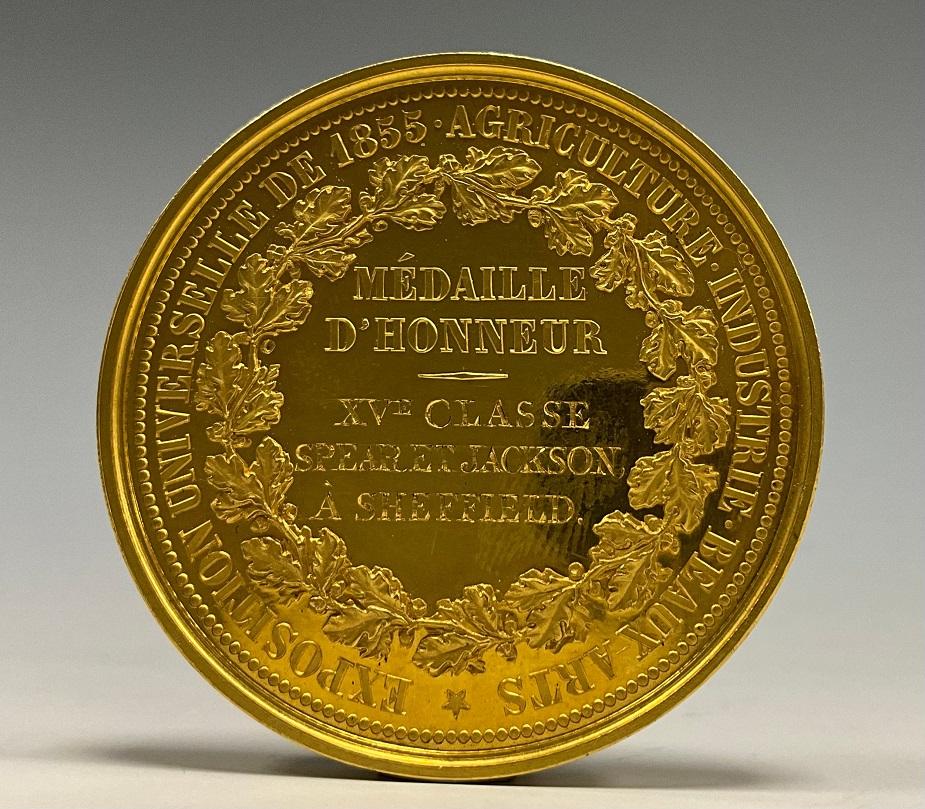 EXPOSITION UNIVERSELLE DE 1855 · AGRICULTURE · INDUSTRIE · BEAUX-ARTS
MÉDAILLE
D'HONNEUR
XVE CLASSE
SPEAR ET JACKSON
À SHEFFIELD.